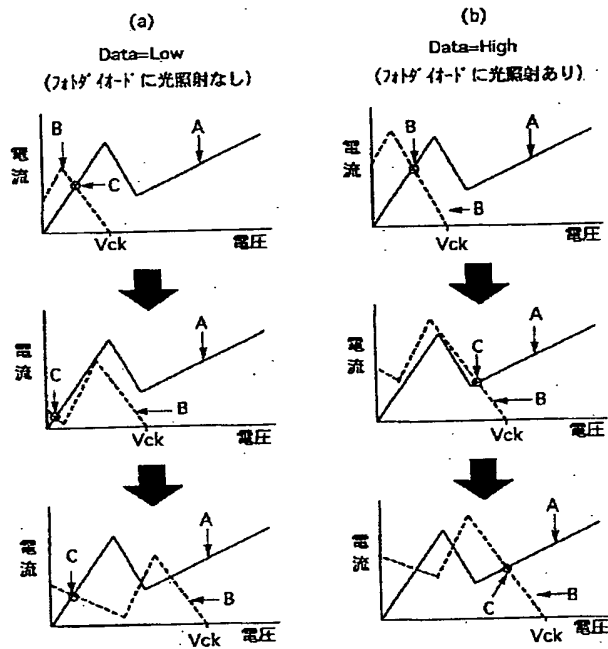 (a)
Data=Low
(フォトダイオードに光照射なし)
電流
B
A
C
Vck
電圧
電流
C
A
B
Vck
電圧
電流
C
A
B
Vck
電圧
(b)
Data=High
(フォトダイオードに光照射あり)
電流
B
A
B
Vck
電圧
電流
A
C
B
Vck
電圧
電流
A
B
C
Vck
電圧